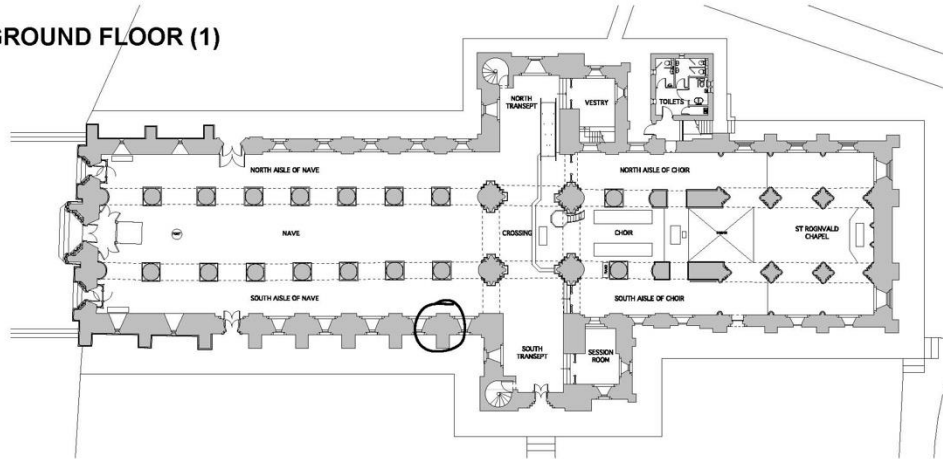 GROUND FLOOR (1)
NORTH
TRANSEPT
VESTRY
TOILETS
NORTH AISLE OF NAVE
NORTH AISLE OF CHOIR
NAVE
CROSSING
CHOIR
ST ROGNVALD
CHAPEL
SOUTH AISLE OF NAVE
SOUTH AISLE OF CHOIR
SOUTH
TRANSEPT
SESSION
ROOM